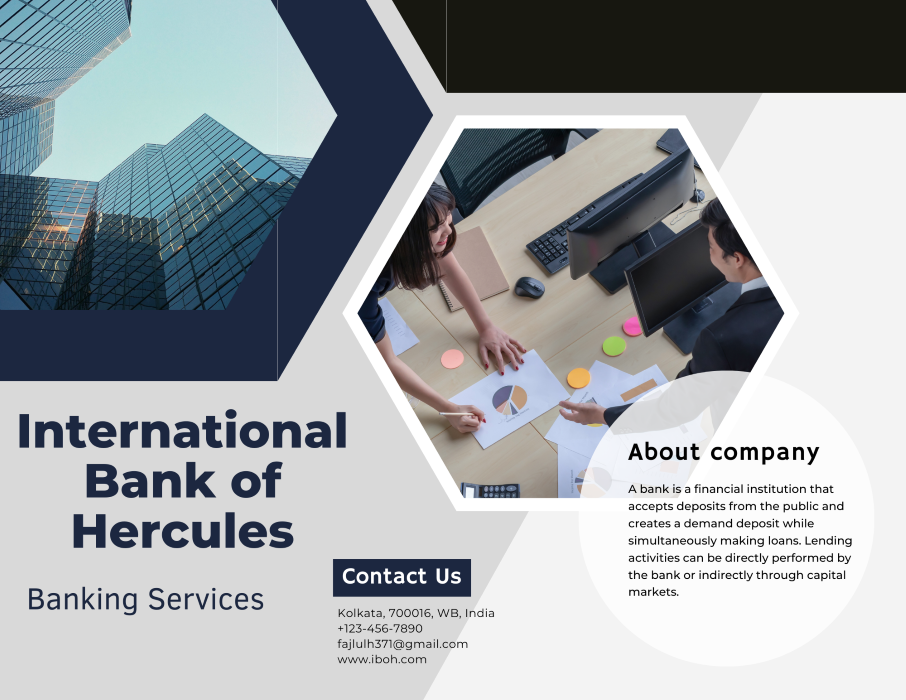 International
Bank of
Hercules
Banking Services
Contact Us
Kolkata, 700016, WB, India
+123-456-7890
fajlulh371@gmail.com
www.iboh.com
About company
A bank is a financial institution that
accepts deposits from the public and
creates a demand deposit while
simultaneously making loans. Lending
activities can be directly performed by
the bank or indirectly through capital
markets.